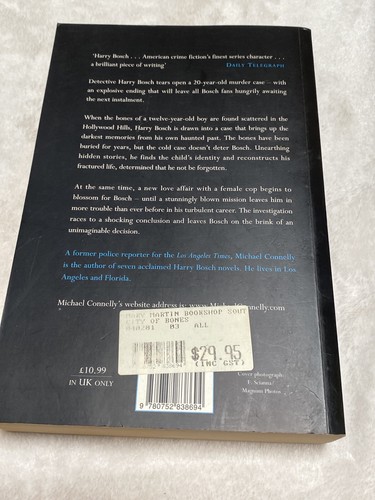 'Harry Bosch . . . American crime fiction's finest series character . . .
a brilliant piece of writing' DAILY TELEGRAPH
Detective Harry Bosch tears open a 20-year-old murder case – with
an explosive ending that will leave all Bosch fans hungrily awaiting
the next instalment.
When the bones of a twelve-year-old boy are found scattered in the
Hollywood Hills, Harry Bosch is drawn into a case that brings up the
darkest memories from his own haunted past. The bones have been
buried for years, but the cold case doesn't deter Bosch. Unearthing
hidden stories, he finds the child's identity and reconstructs his
fractured life, determined that he not be forgotten.
At the same time, a new love affair with a female cop begins to
blossom for Bosch – until a stunningly blown mission leaves him in
more trouble than ever before in his turbulent career. The investigation
races to a shocking conclusion and leaves Bosch on the brink of an
unimaginable decision.
A former police reporter for the Los Angeles Times, Michael Connelly
is the author of seven acclaimed Harry Bosch novels. He lives in Los
Angeles and Florida.
Michael Connelly's website address is: www.MichaelConnelly.com
MARY MARTIN BOOKSHOP SOUT
CITY OF BONES
03 ALL
$29.95
(INC GST)
£10.99
IN UK ONLY
9 780752 838694
Cover photograph:
F. Scianna/
Magnum Photos